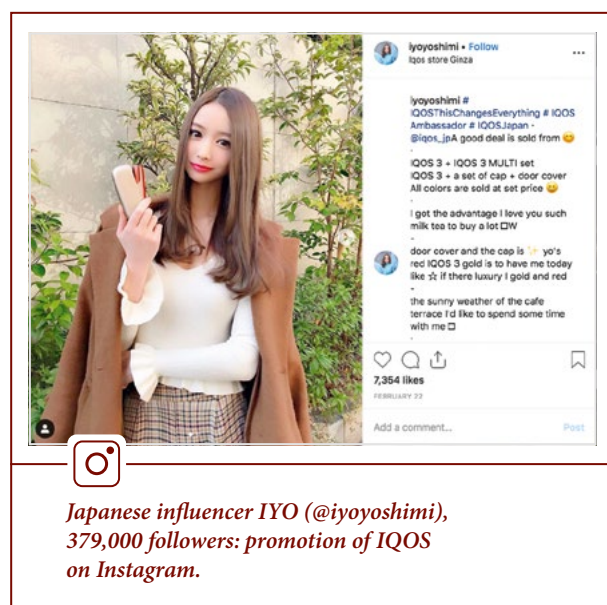 iyoyoshimi • Follow
Iqos store Ginza
iyoyoshimi #
IQOSThisChangesEverything # IQOS
Ambassador # IQOSJapan -
@iqos_jpA good deal is sold from 😄
-
IQOS 3 + IQOS 3 MULTI set
IQOS 3 + a set of cap + door cover
All colors are sold at set price 😄
-
I got the advantage I love you such
milk tea to buy a lot □W
-
door cover and the cap is ✨ yo's
red IQOS 3 gold is to have me today
like ☆ if there luxury I gold and red
-
the sunny weather of the cafe
terrace I'd like to spend some time
with me □
-
7,354 likes
FEBRUARY 22
Add a comment...
Post
Japanese influencer IYO (@iyoyoshimi),
379,000 followers: promotion of IQOS
on Instagram.